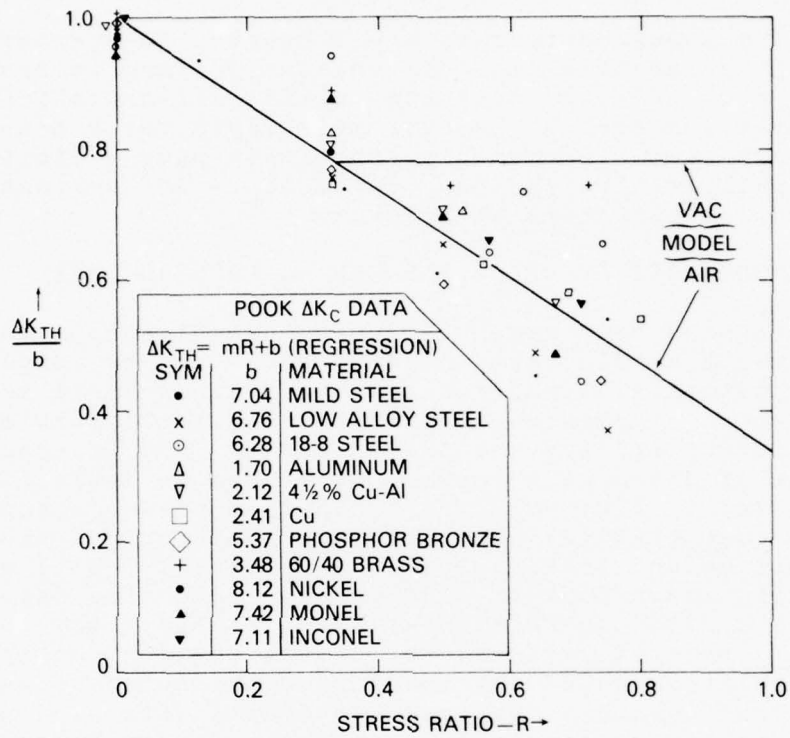 1.0
0.8
0.6
0.4
0.2
0
ΔK_TH
b
VAC
MODEL
AIR
POOK ΔK_C DATA
ΔK_TH= mR+b (REGRESSION)
SYM b MATERIAL
● 7.04 MILD STEEL
× 6.76 LOW ALLOY STEEL
⊙ 6.28 18-8 STEEL
△ 1.70 ALUMINUM
▽ 2.12 4½% Cu-Al
□ 2.41 Cu
◇ 5.37 PHOSPHOR BRONZE
+ 3.48 60/40 BRASS
● 8.12 NICKEL
▲ 7.42 MONEL
▼ 7.11 INCONEL
0 0.2 0.4 0.6 0.8 1.0
STRESS RATIO—R→